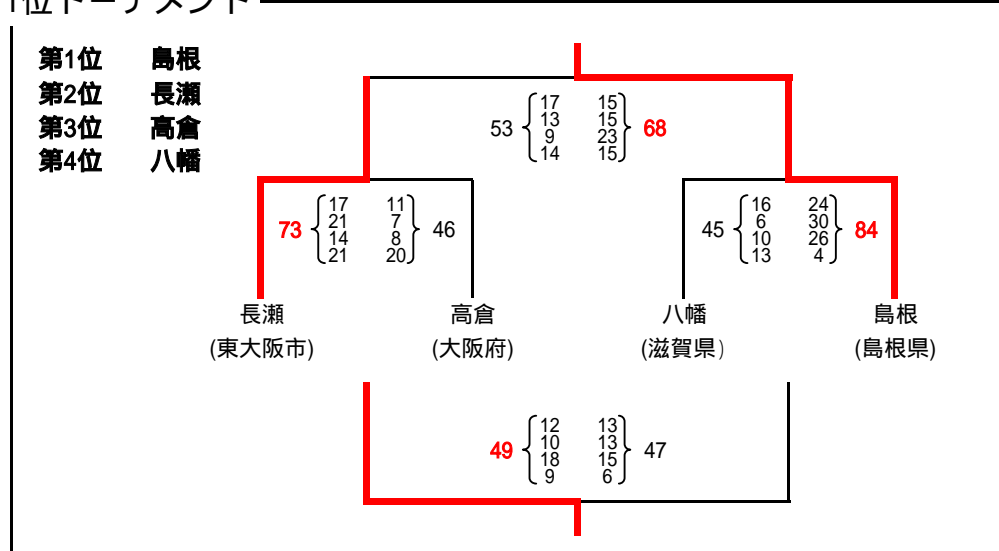 1位トーナメント
第1位 島根
第2位 長瀬
第3位 高倉
第4位 八幡
17 15
13 15
53 9 23 68
14 15
17 11
21 7
73 14 8 46
21 20
16 24
6 30
45 10 26 84
13 4
長瀬 高倉 八幡 島根
(東大阪市) (大阪府) (滋賀県) (島根県)
12 13
10 13
49 18 15 47
9 6